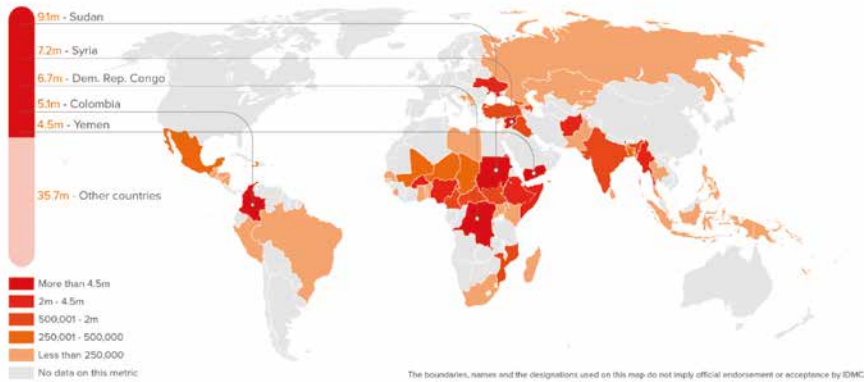 9.1m - Sudan
7.2m - Syria
6.7m - Dem. Rep. Congo
5.1m - Colombia
4.5m - Yemen
35.7m - Other countries
More than 4.5m
2m - 4.5m
500,001 - 2m
250,001 - 500,000
Less than 250,000
No data on this metric
The boundaries, names and the designations used on this map do not imply official endorsement or acceptance by IDMC.